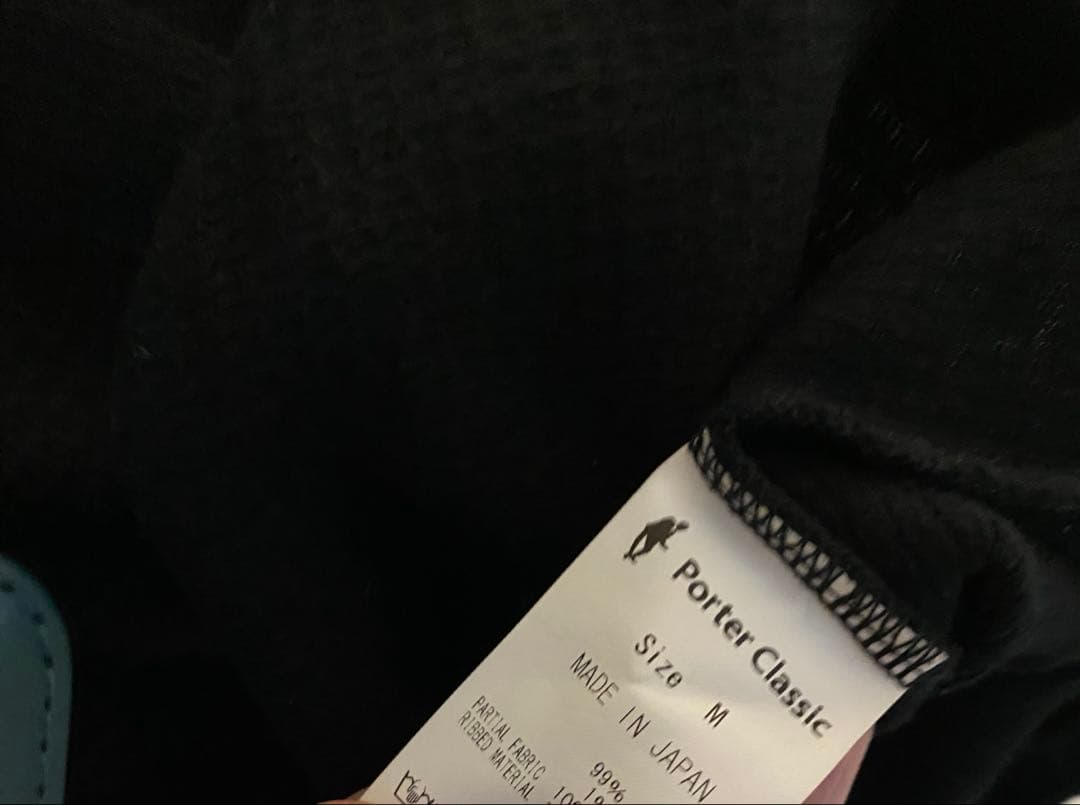 Porter Classic
Size M
MADE IN JAPAN
PARTIAL FABRIC 99%
RIBBED MATERIAL